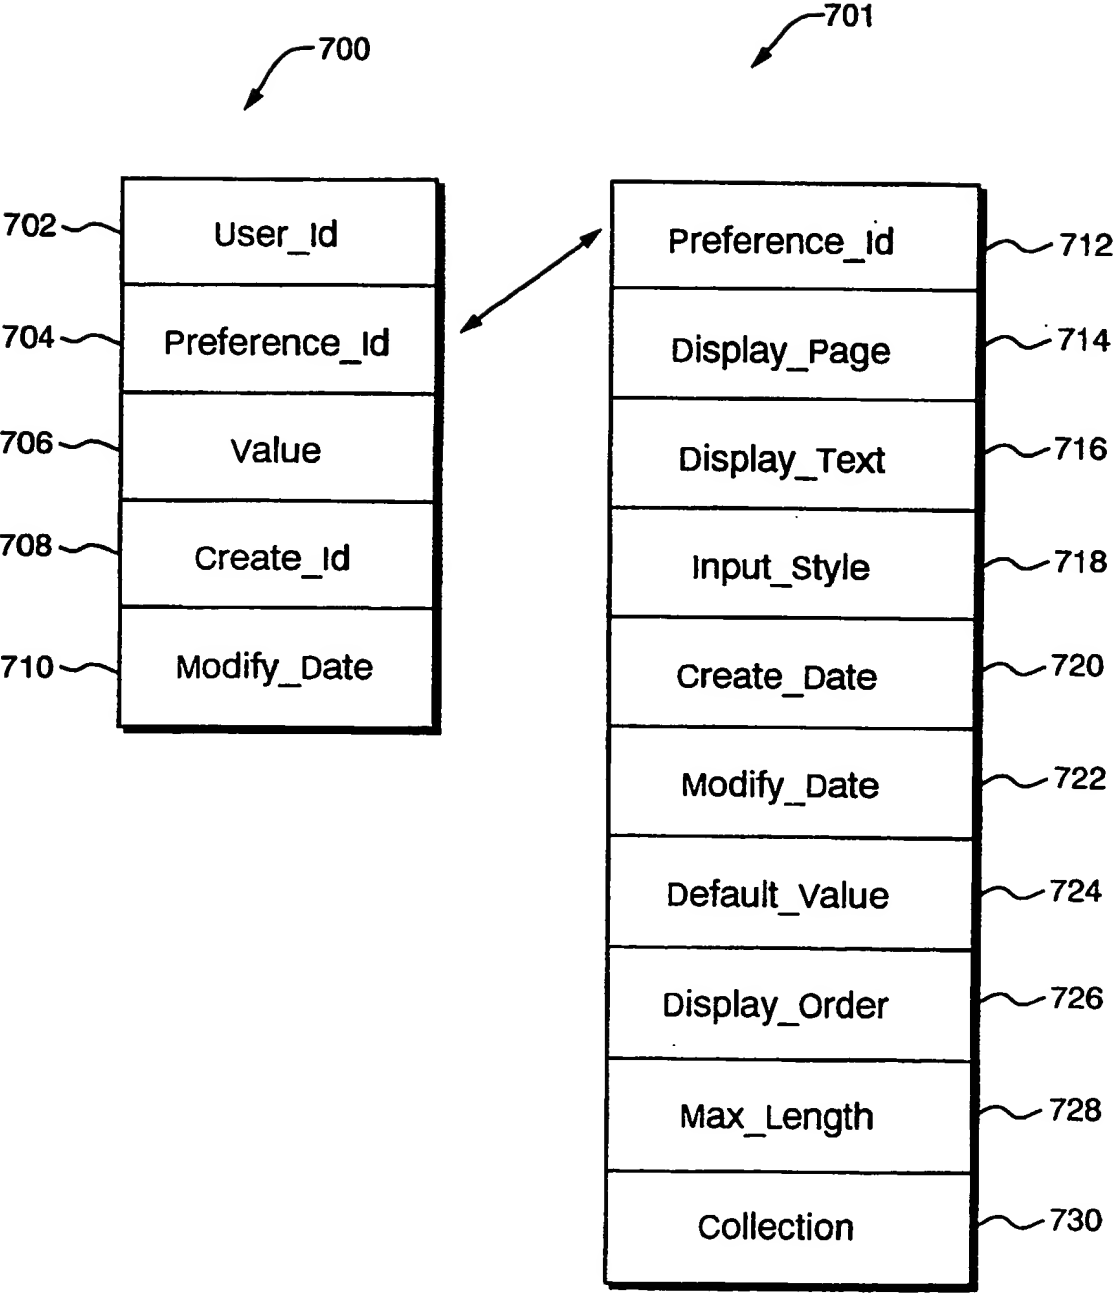 700
701
702
User_Id
704
Preference_Id
706
Value
708
Create_Id
710
Modify_Date
Preference_Id
712
Display_Page
714
Display_Text
716
Input_Style
718
Create_Date
720
Modify_Date
722
Default_Value
724
Display_Order
726
Max_Length
728
Collection
730